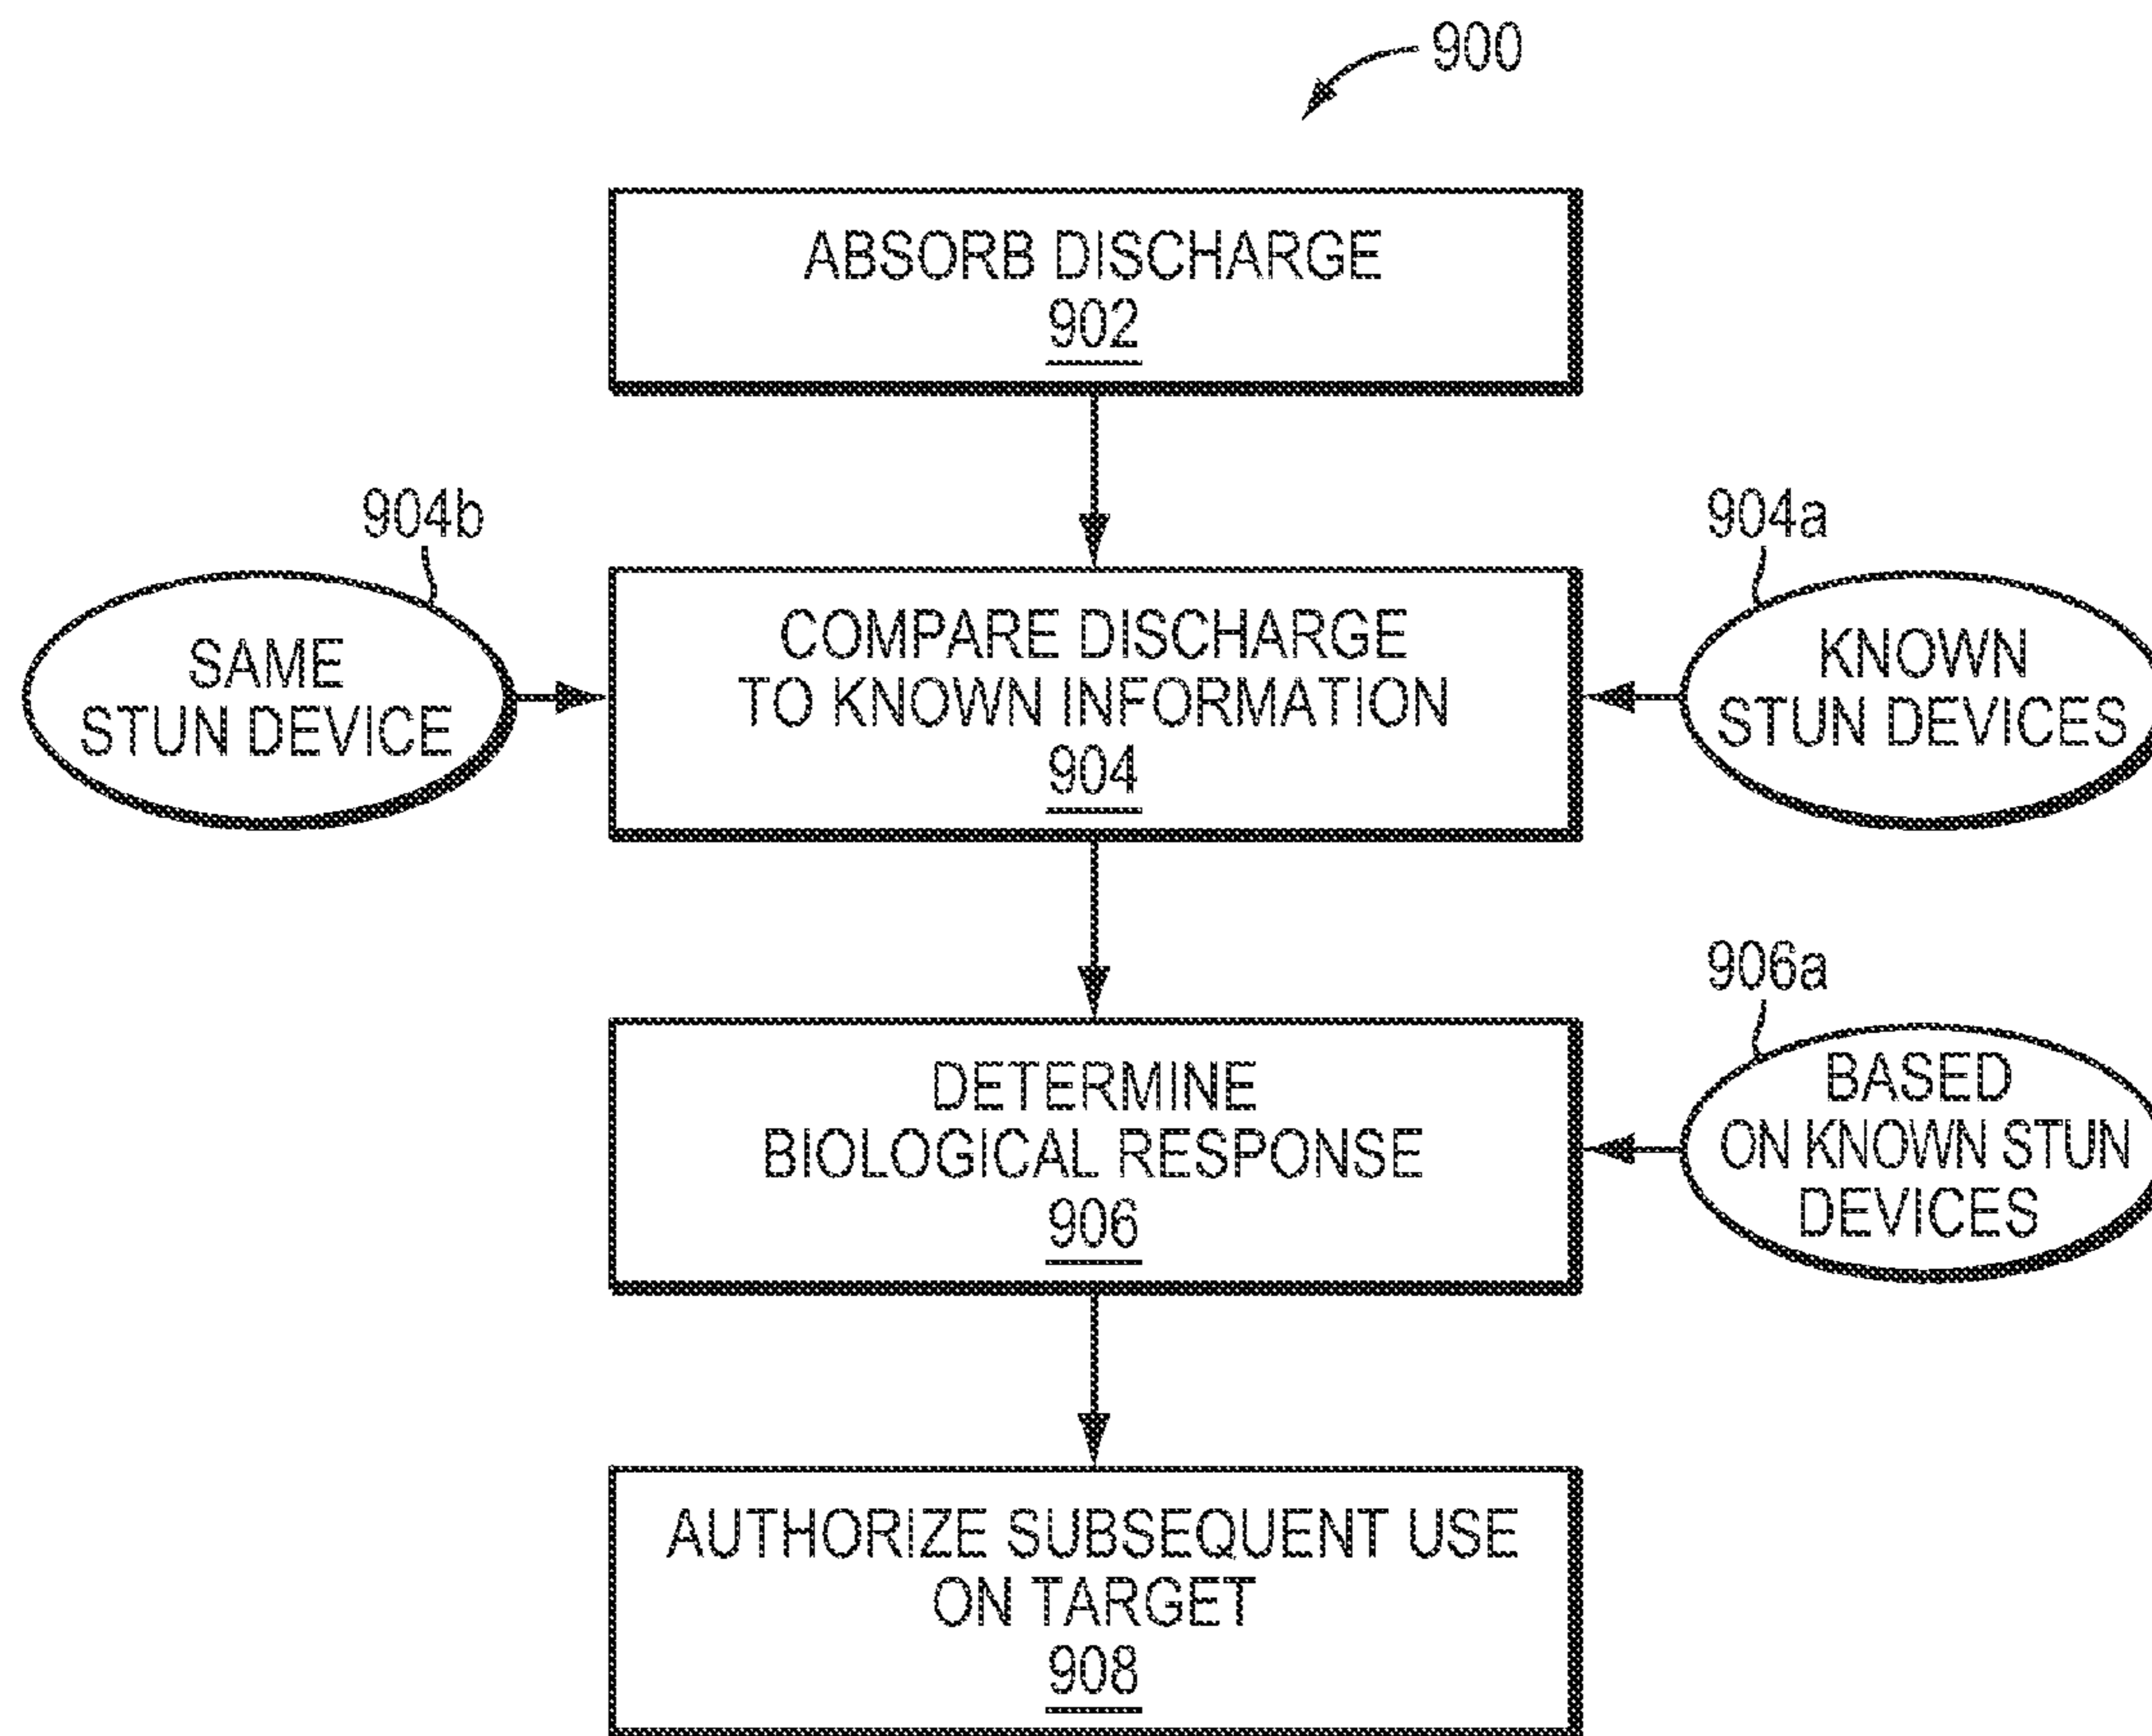 900
ABSORB DISCHARGE
902
904b
904a
SAME
STUN DEVICE
COMPARE DISCHARGE
TO KNOWN INFORMATION
904
KNOWN
STUN DEVICES
906a
DETERMINE
BIOLOGICAL RESPONSE
906
BASED
ON KNOWN STUN
DEVICES
AUTHORIZE SUBSEQUENT USE
ON TARGET
908